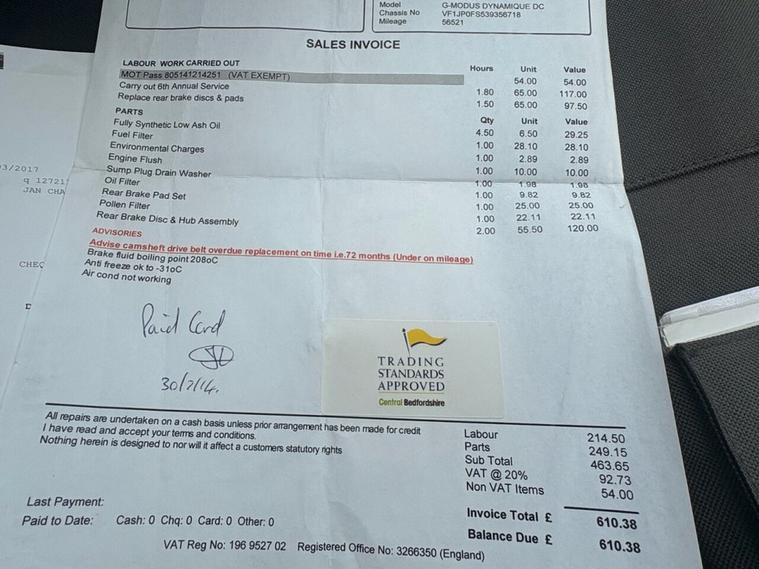 Model G-MODUS DYNAMIQUE DC
Chassis No VF1JP0FS539356718
Mileage 56521
SALES INVOICE
LABOUR WORK CARRIED OUT Hours Unit Value
MOT Pass 805141214251 (VAT EXEMPT) 54.00 54.00
Carry out 6th Annual Service 1.80 65.00 117.00
Replace rear brake discs & pads 1.50 65.00 97.50
PARTS Qty Unit Value
Fully Synthetic Low Ash Oil 4.50 6.50 29.25
Fuel Filter 1.00 28.10 28.10
Environmental Charges 1.00 2.89 2.89
Engine Flush 1.00 10.00 10.00
Sump Plug Drain Washer 1.00 1.98 1.98
Oil Filter 1.00 9.82 9.82
Rear Brake Pad Set 1.00 25.00 25.00
Pollen Filter 1.00 22.11 22.11
Rear Brake Disc & Hub Assembly 2.00 55.50 120.00
ADVISORIES
Advise camsheft drive belt overdue replacement on time i.e.72 months (Under on mileage)
Brake fluid boiling point 208oC
Anti freeze ok to -31oC
Air cond not working
3/2017
q 12721
JAN CHA
CHEC
Paid Card
30/7/14.
TRADING
STANDARDS
APPROVED
Central Bedfordshire
All repairs are undertaken on a cash basis unless prior arrangement has been made for credit
I have read and accept your terms and conditions.
Nothing herein is designed to nor will it affect a customers statutory rights
Labour 214.50
Parts 249.15
Sub Total 463.65
VAT @ 20% 92.73
Non VAT Items 54.00
Invoice Total £ 610.38
Balance Due £ 610.38
Last Payment:
Paid to Date: Cash: 0 Chq: 0 Card: 0 Other: 0
VAT Reg No: 196 9527 02 Registered Office No: 3266350 (England)